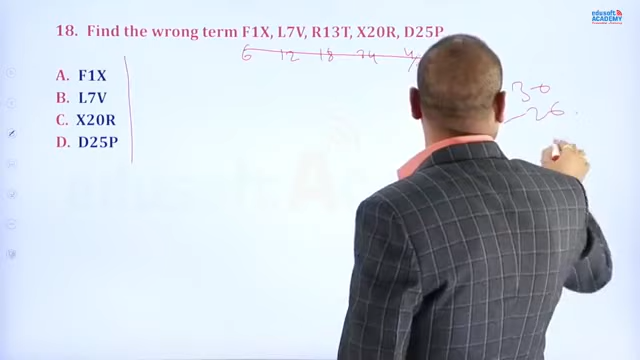 edusoft
ACADEMY
18. Find the wrong term F1X, L7V, R13T, X20R, D25P
6 12 18 24 4/
A. F1X
B. L7V
C. X20R
D. D25P
30
26